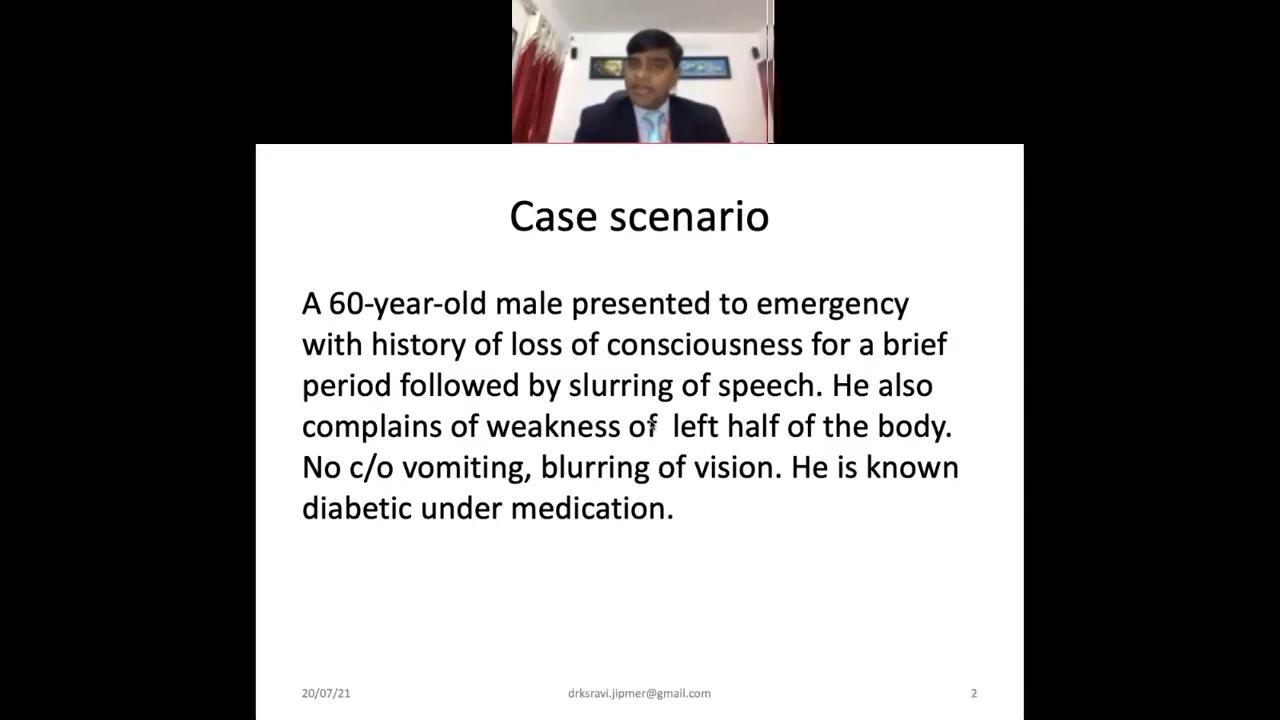 Case scenario
A 60-year-old male presented to emergency
with history of loss of consciousness for a brief
period followed by slurring of speech. He also
complains of weakness of left half of the body.
No c/o vomiting, blurring of vision. He is known
diabetic under medication.
20/07/21
drksravi.jipmer@gmail.com
2